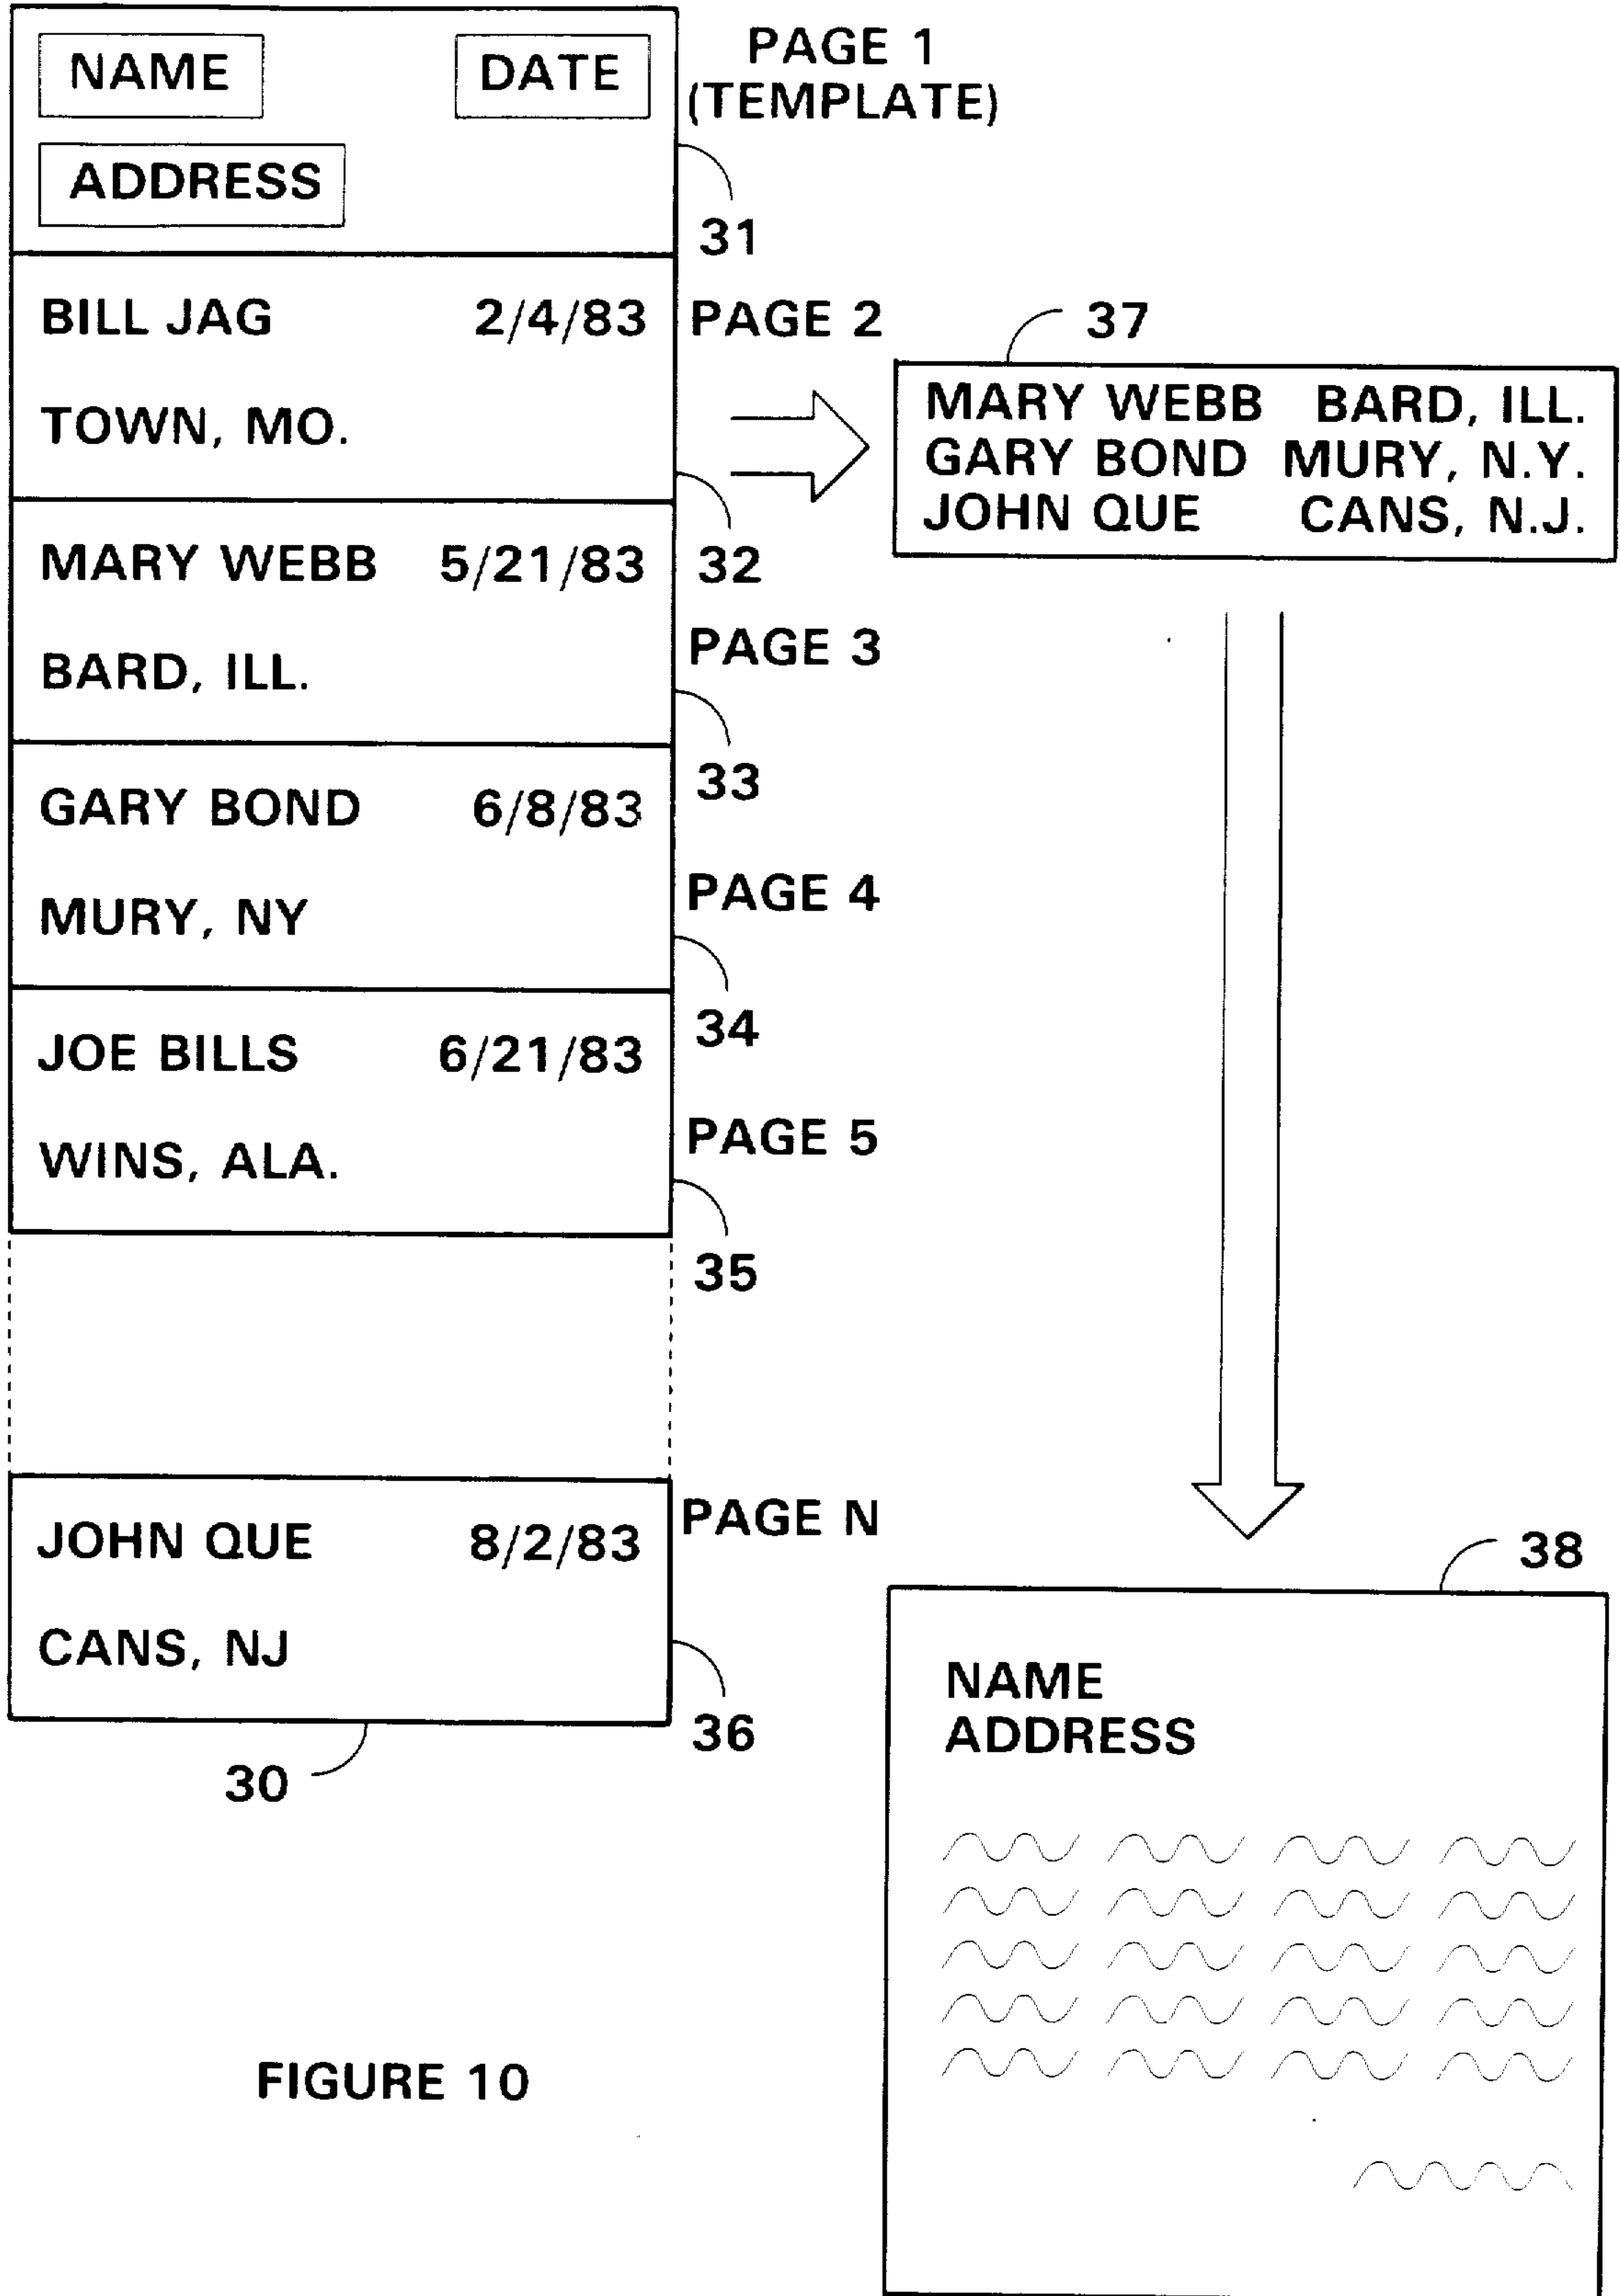 NAME DATE PAGE 1
(TEMPLATE)
ADDRESS
31
BILL JAG 2/4/83 PAGE 2
TOWN, MO.
32
MARY WEBB 5/21/83
PAGE 3
BARD, ILL.
33
GARY BOND 6/8/83
PAGE 4
MURY, NY
34
JOE BILLS 6/21/83
PAGE 5
WINS, ALA.
35
JOHN QUE 8/2/83 PAGE N
CANS, NJ
36
30
37
MARY WEBB BARD, ILL.
GARY BOND MURY, N.Y.
JOHN QUE CANS, N.J.
38
NAME
ADDRESS
FIGURE 10